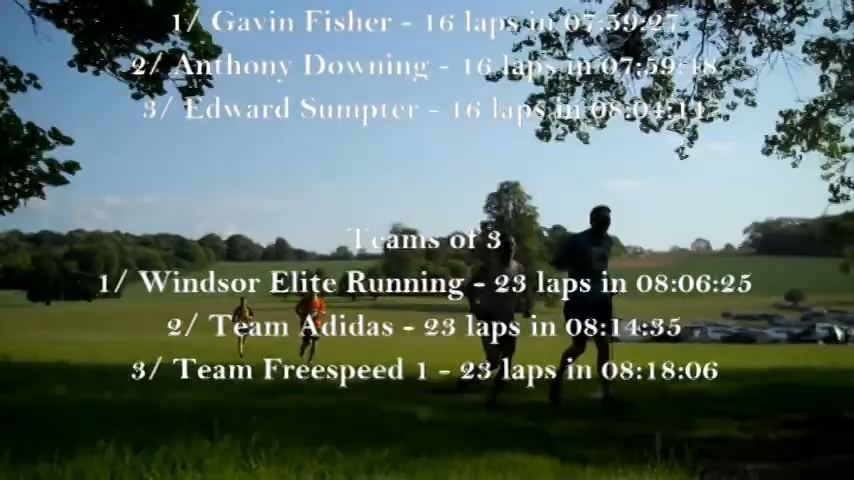 1/ Gavin Fisher - 16 laps in 07:59:27
2/ Anthony Downing - 16 laps in 07:59:48
3/ Edward Sumpter - 16 laps in 08:04:11
Teams of 3
1/ Windsor Elite Running - 23 laps in 08:06:25
2/ Team Adidas - 23 laps in 08:14:35
3/ Team Freespeed 1 - 23 laps in 08:18:06